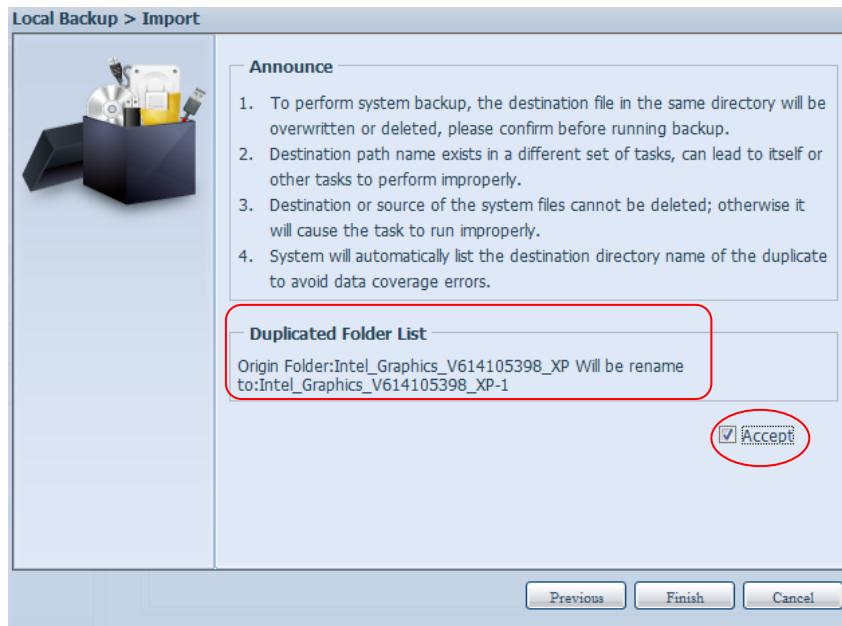 Local Backup > Import
Announce
1. To perform system backup, the destination file in the same directory will be
overwritten or deleted, please confirm before running backup.
2. Destination path name exists in a different set of tasks, can lead to itself or
other tasks to perform improperly.
3. Destination or source of the system files cannot be deleted; otherwise it
will cause the task to run improperly.
4. System will automatically list the destination directory name of the duplicate
to avoid data coverage errors.
Duplicated Folder List
Origin Folder:Intel_Graphics_V614105398_XP Will be rename
to:Intel_Graphics_V614105398_XP-1
Accept
Previous Finish Cancel